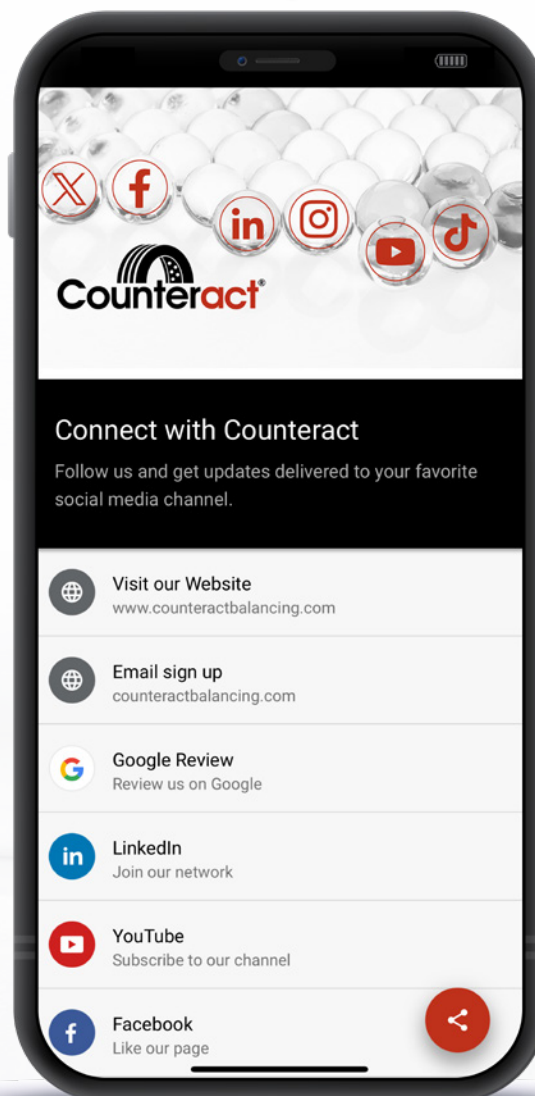 Counteract®
Connect with Counteract
Follow us and get updates delivered to your favorite
social media channel.
Visit our Website
www.counteractbalancing.com
Email sign up
counteractbalancing.com
Google Review
Review us on Google
LinkedIn
Join our network
YouTube
Subscribe to our channel
Facebook
Like our page